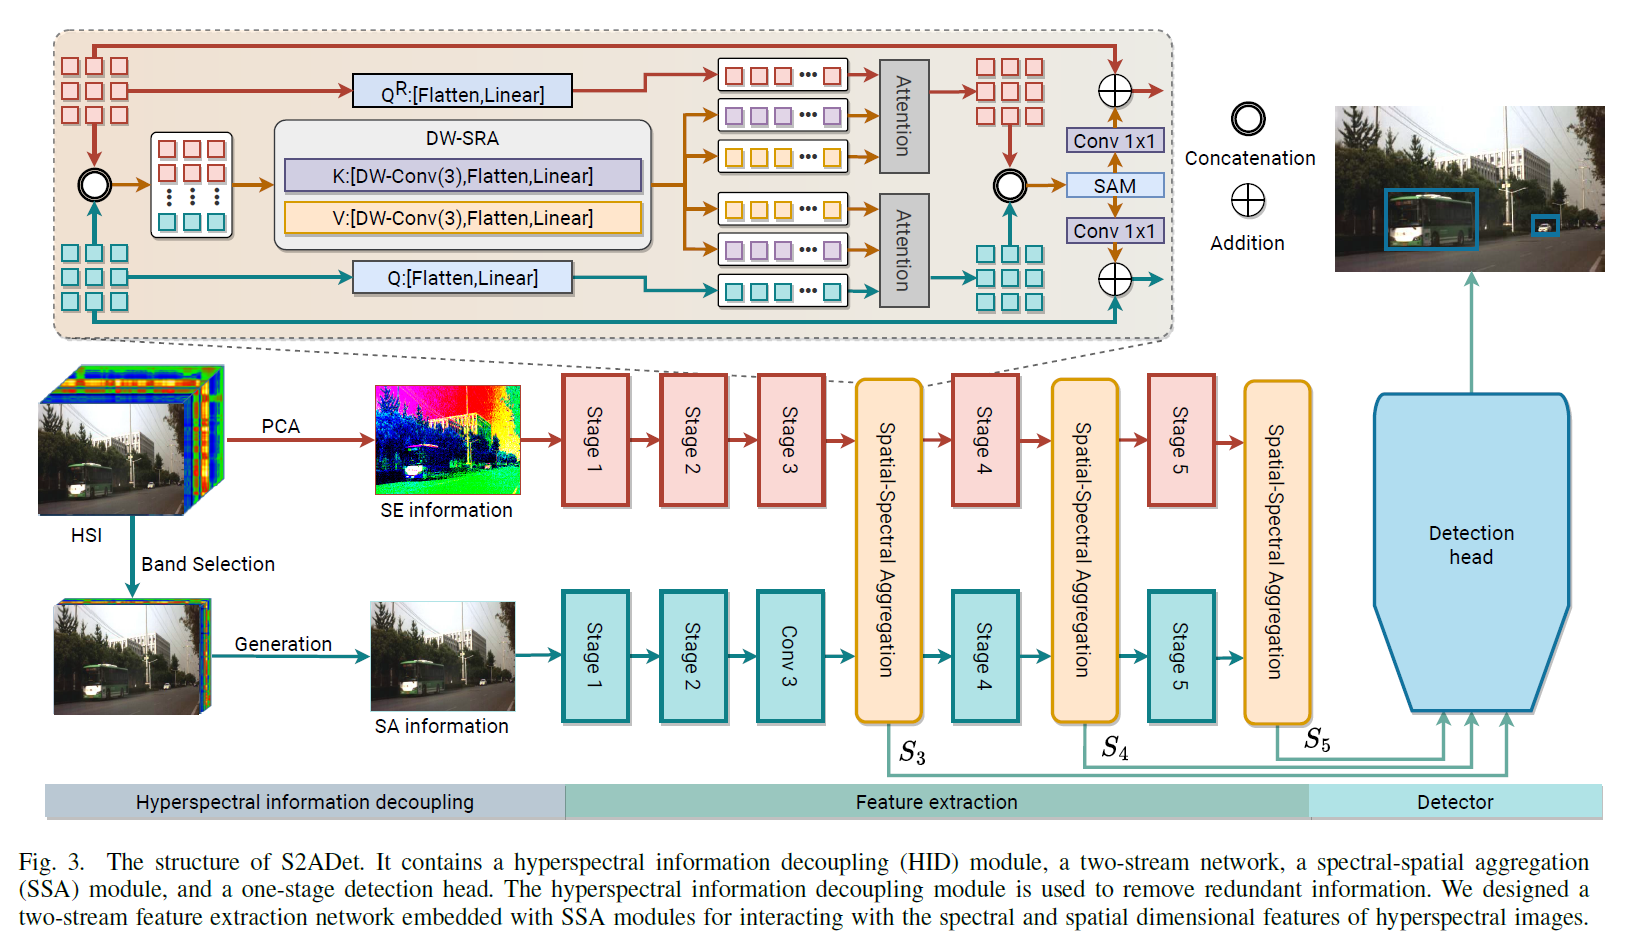 Q^R:[Flatten,Linear]
DW-SRA
K:[DW-Conv(3),Flatten,Linear]
V:[DW-Conv(3),Flatten,Linear]
Q:[Flatten,Linear]
Attention
Attention
Conv 1x1
SAM
Conv 1x1
Concatenation
Addition
HSI
PCA
SE information
Band Selection
Generation
SA information
Stage 1
Stage 2
Stage 3
Spatial-Spectral Aggregation
Stage 4
Spatial-Spectral Aggregation
Stage 5
Spatial-Spectral Aggregation
Stage 1
Stage 2
Conv 3
Stage 4
Stage 5
Detection
head
S_3
S_4
S_5
Hyperspectral information decoupling
Feature extraction
Detector
Fig. 3. The structure of S2ADet. It contains a hyperspectral information decoupling (HID) module, a two-stream network, a spectral-spatial aggregation
(SSA) module, and a one-stage detection head. The hyperspectral information decoupling module is used to remove redundant information. We designed a
two-stream feature extraction network embedded with SSA modules for interacting with the spectral and spatial dimensional features of hyperspectral images.